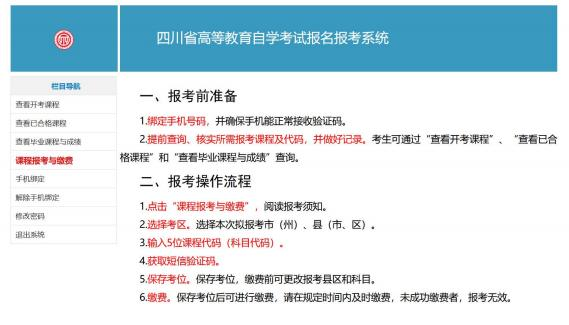 四川省高等教育自学考试报名报考系统
栏目导航
查看开考课程
查看已合格课程
查看毕业课程与成绩
课程报考与缴费
手机绑定
解除手机绑定
修改密码
退出系统
一、报考前准备
1.绑定手机号码，并确保手机能正常接收验证码。
2.提前查询、核实所需报考课程及代码，并做好记录。考生可通过“查看开考课程”、“查看已合
格课程”和“查看毕业课程与成绩”查询。
二、报考操作流程
1.点击“课程报考与缴费”，阅读报考须知。
2.选择考区。选择本次拟报考市（州）、县（市、区）。
3.输入5位课程代码（科目代码）。
4.获取短信验证码。
5.保存考位。保存考位，缴费前可更改报考县区和科目。
6.缴费。保存考位后可进行缴费，请在规定时间内及时缴费，未成功缴费者，报考无效。